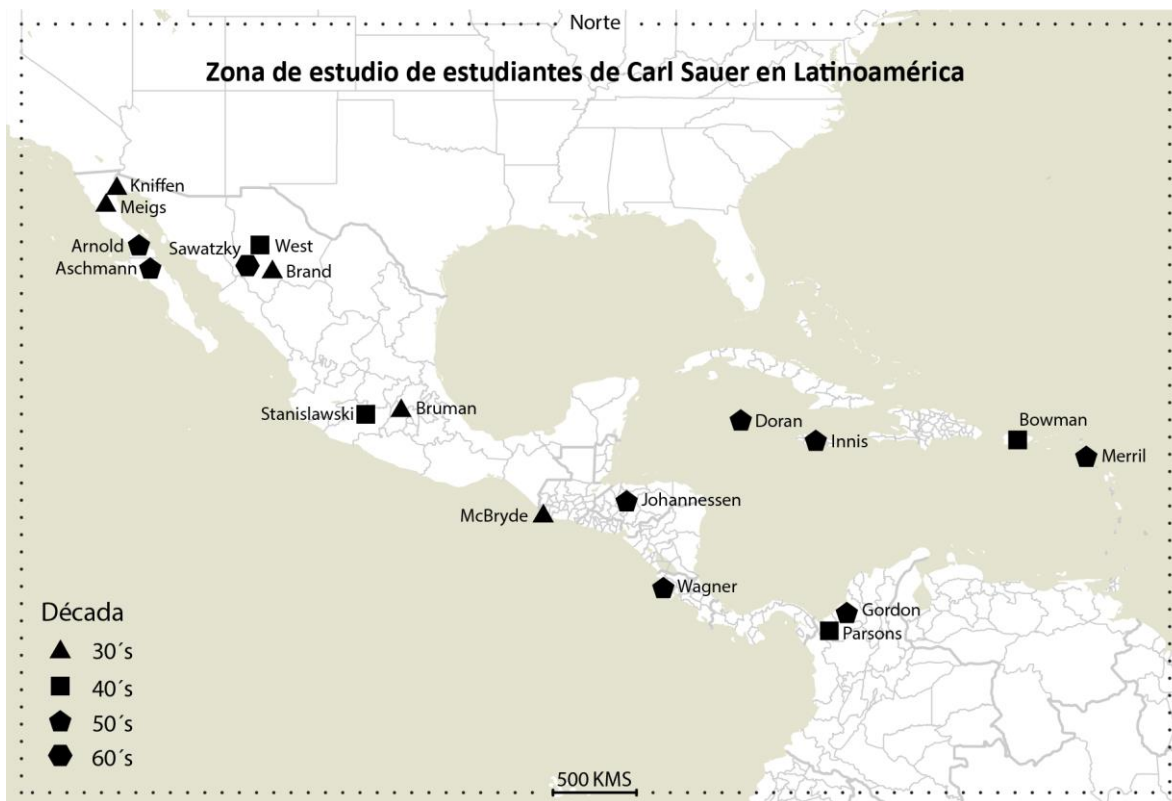 Norte
Zona de estudio de estudiantes de Carl Sauer en Latinoamérica
Kniffen
Meigs
Arnold
Sawatzky
West
Aschmann
Brand
Stanislawski
Bruman
Doran
Innis
Bowman
Merril
McBryde
Johannessen
Wagner
Gordon
Parsons
Década
30´s
40´s
50´s
60´s
500 KMS